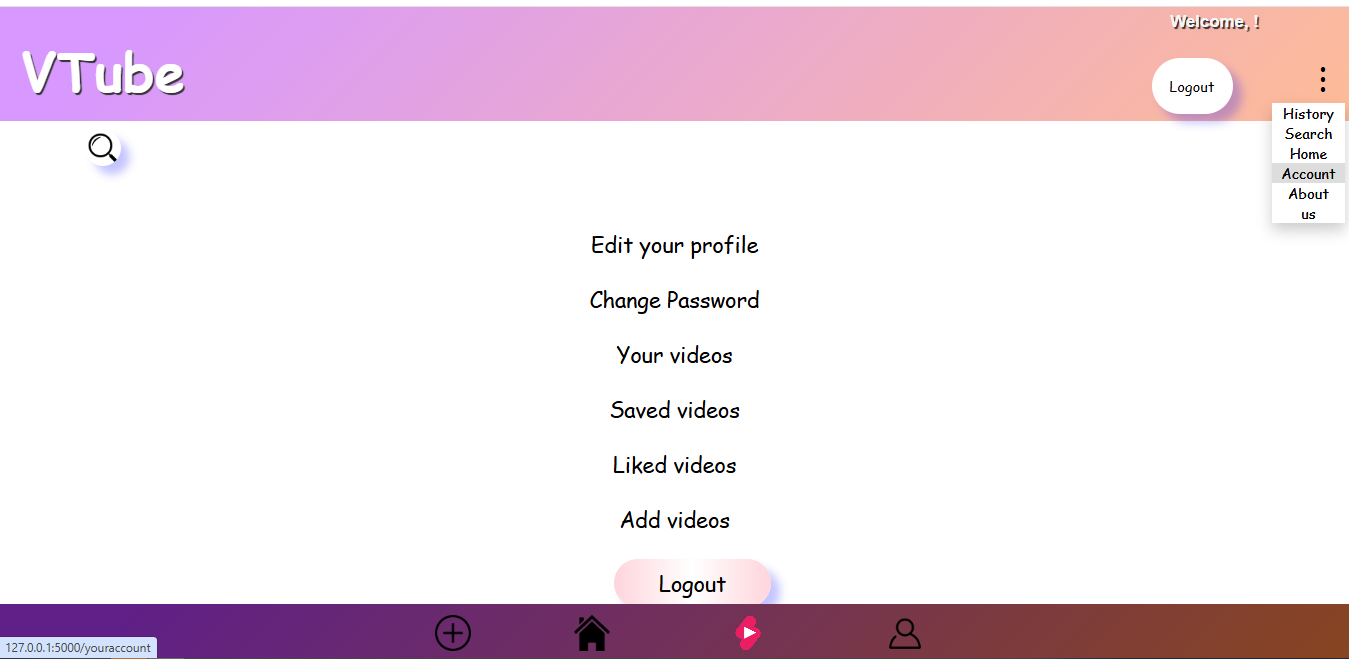 Welcome, !
VTube
Logout
History
Search
Home
Account
About
us
Edit your profile
Change Password
Your videos
Saved videos
Liked videos
Add videos
Logout
127.0.0.1:5000/youraccount